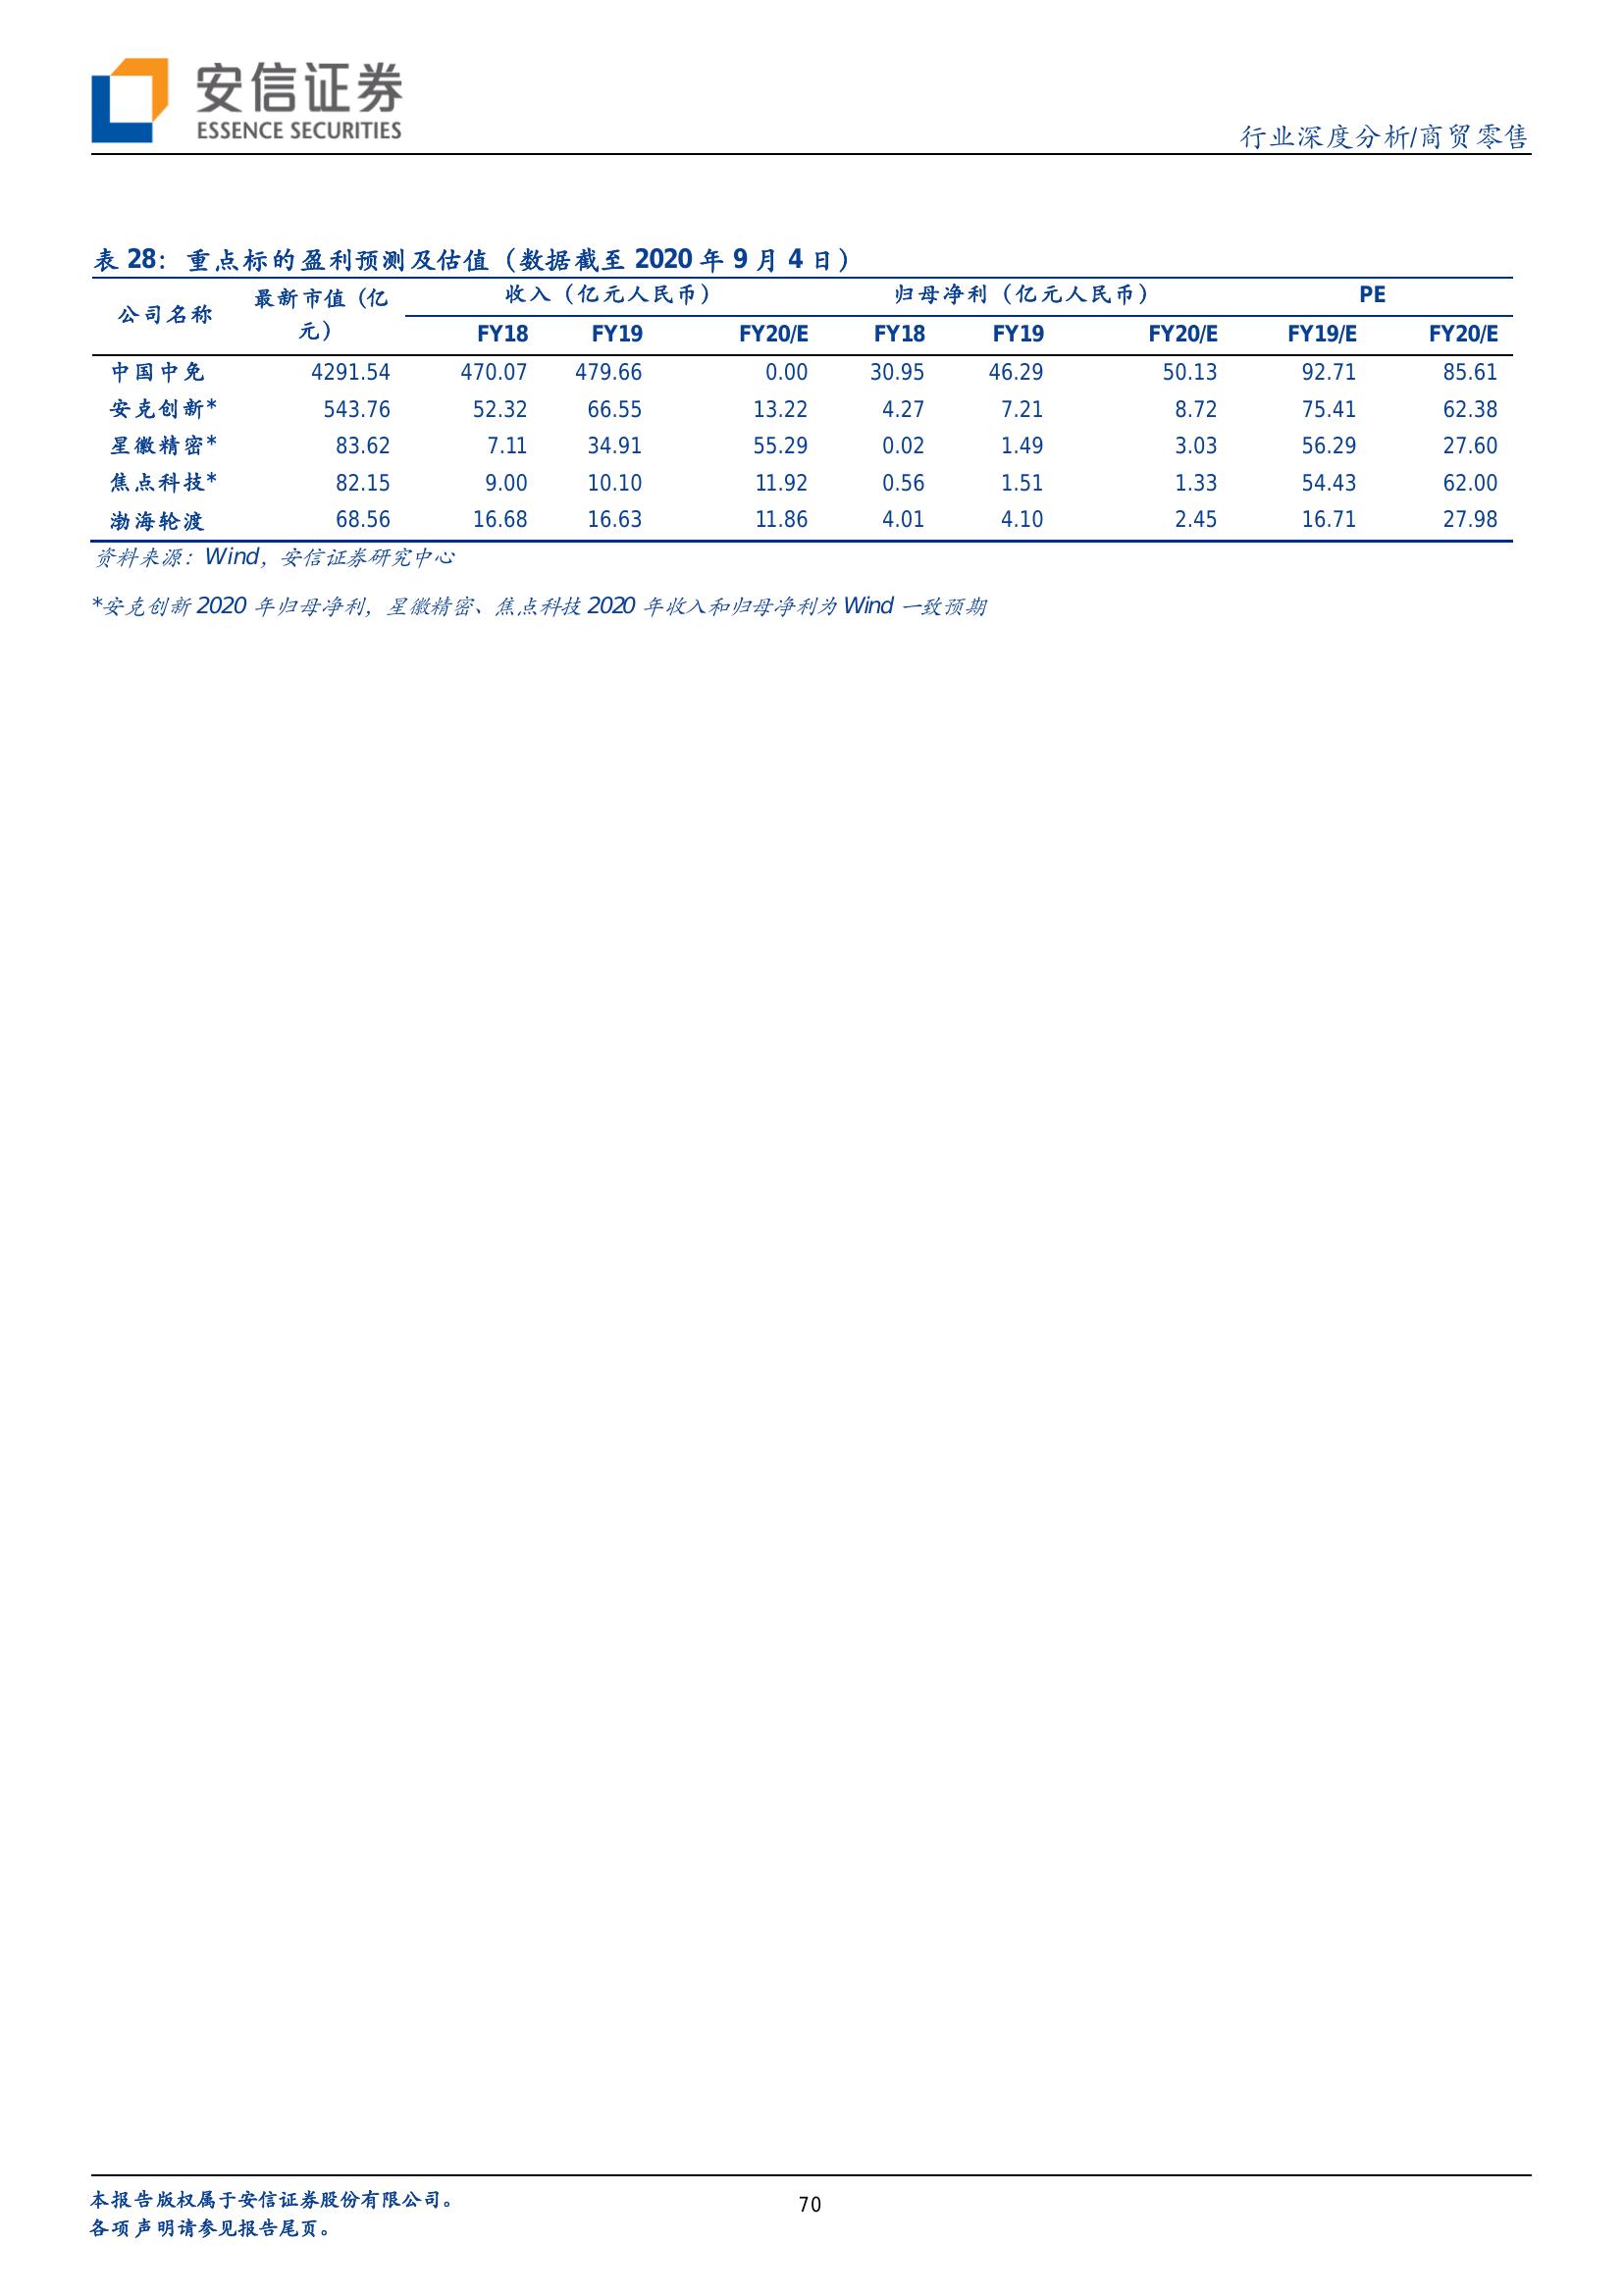 安信证券
ESSENCE SECURITIES
行业深度分析/商贸零售
表 28：重点标的盈利预测及估值（数据截至 2020 年 9 月 4 日）
公司名称 最新市值（亿元） 收入（亿元人民币） 归母净利（亿元人民币） PE
FY18 FY19 FY20/E FY18 FY19 FY20/E FY19/E FY20/E
中国中免 4291.54 470.07 479.66 0.00 30.95 46.29 50.13 92.71 85.61
安克创新* 543.76 52.32 66.55 13.22 4.27 7.21 8.72 75.41 62.38
星徽精密* 83.62 7.11 34.91 55.29 0.02 1.49 3.03 56.29 27.60
焦点科技* 82.15 9.00 10.10 11.92 0.56 1.51 1.33 54.43 62.00
渤海轮渡 68.56 16.68 16.63 11.86 4.01 4.10 2.45 16.71 27.98
资料来源：Wind，安信证券研究中心
*安克创新 2020 年归母净利，星徽精密、焦点科技 2020 年收入和归母净利为 Wind 一致预期
本报告版权属于安信证券股份有限公司。
各项声明请参见报告尾页。
70